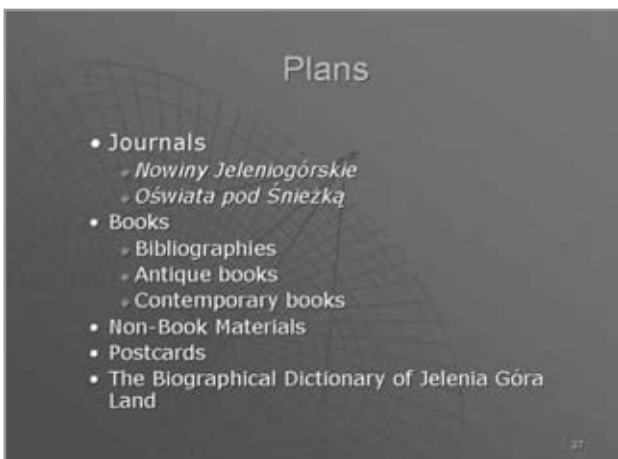 Plans
• Journals
Nowiny Jeleniogórskie
Oświata pod Śnieżką
• Books
Bibliographies
Antique books
Contemporary books
• Non-Book Materials
• Postcards
• The Biographical Dictionary of Jelenia Góra
Land
37